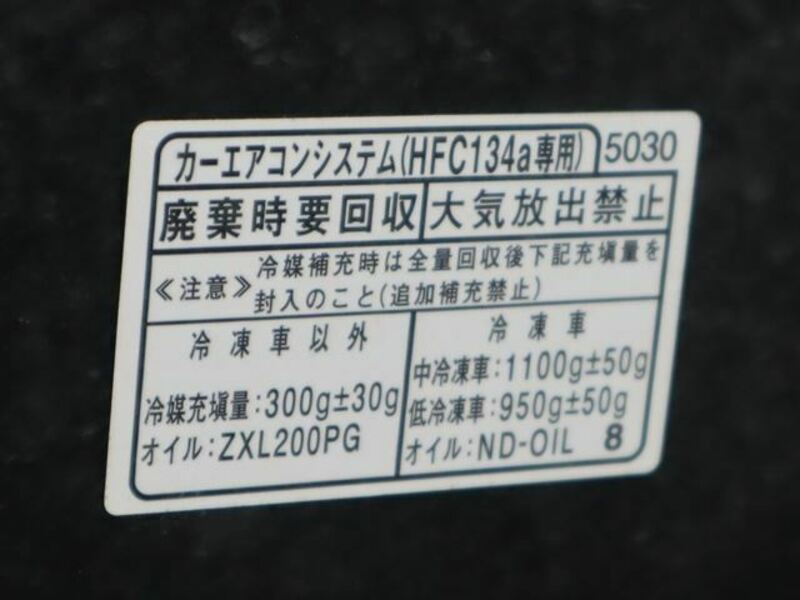 カーエアコンシステム(HFC134a専用) 5030
廃棄時要回収 大気放出禁止
≪注意≫ 冷媒補充時は全量回収後下記充塡量を
封入のこと(追加補充禁止)
冷凍車以外
冷媒充塡量:300g±30g
オイル:ZXL200PG
冷凍車
中冷凍車:1100g±50g
低冷凍車:950g±50g
オイル:ND-OIL 8